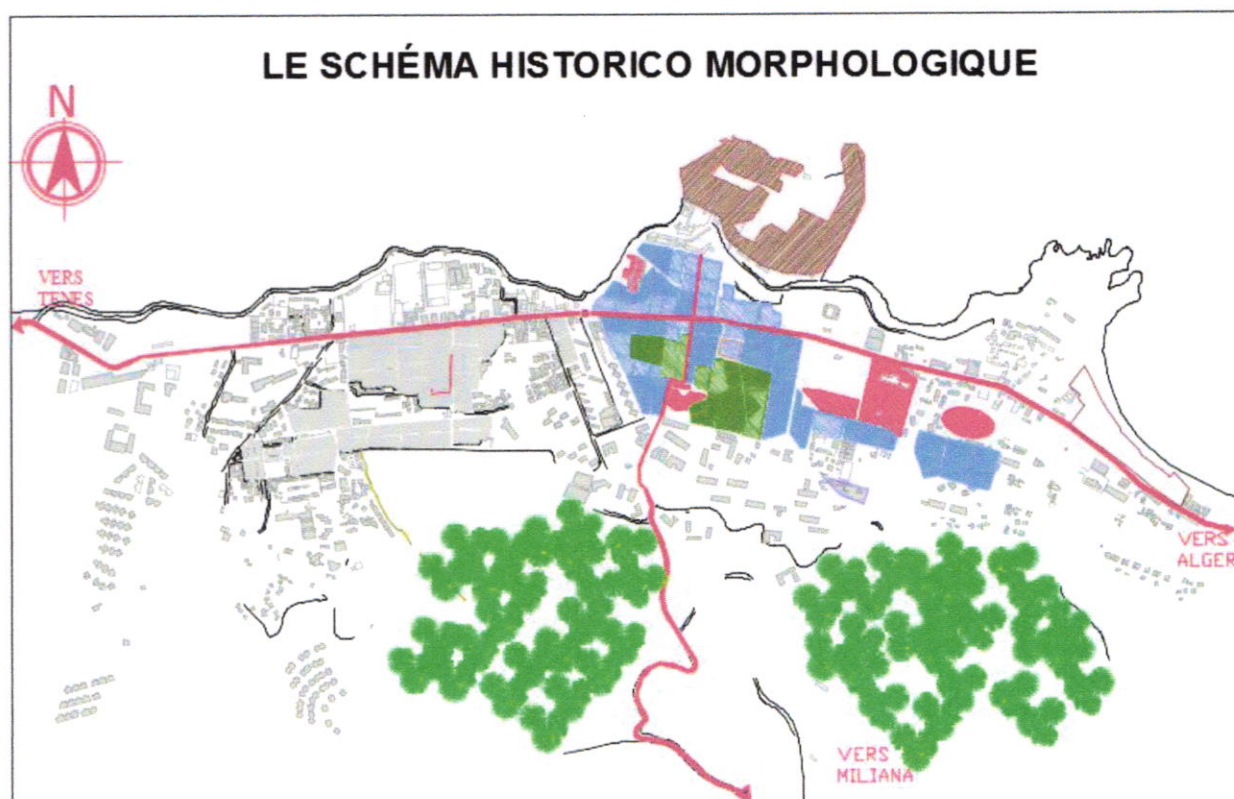 LE SCHÉMA HISTORICO MORPHOLOGIQUE
N
VERS
TENES
VERS
ALGER
VERS
MILIANA